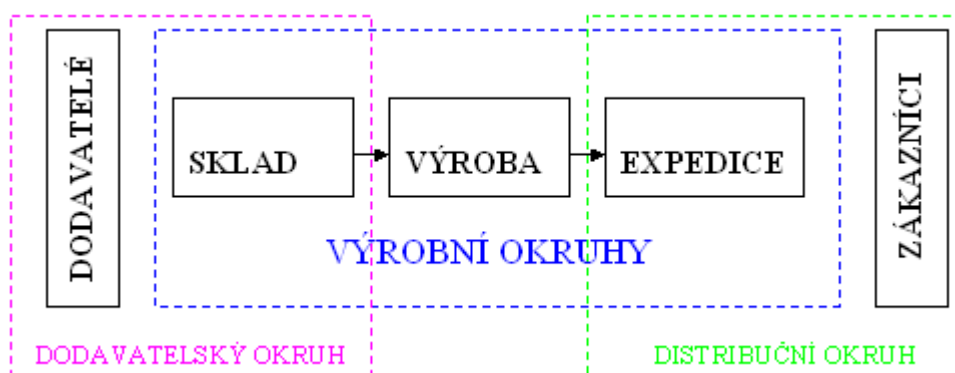 DODAVATELÉ
SKLAD
VÝROBA
EXPEDICE
ZÁKAZNÍCI
VÝROBNÍ OKRUHY
DODAVATELSKÝ OKRUH
DISTRIBUČNÍ OKRUH